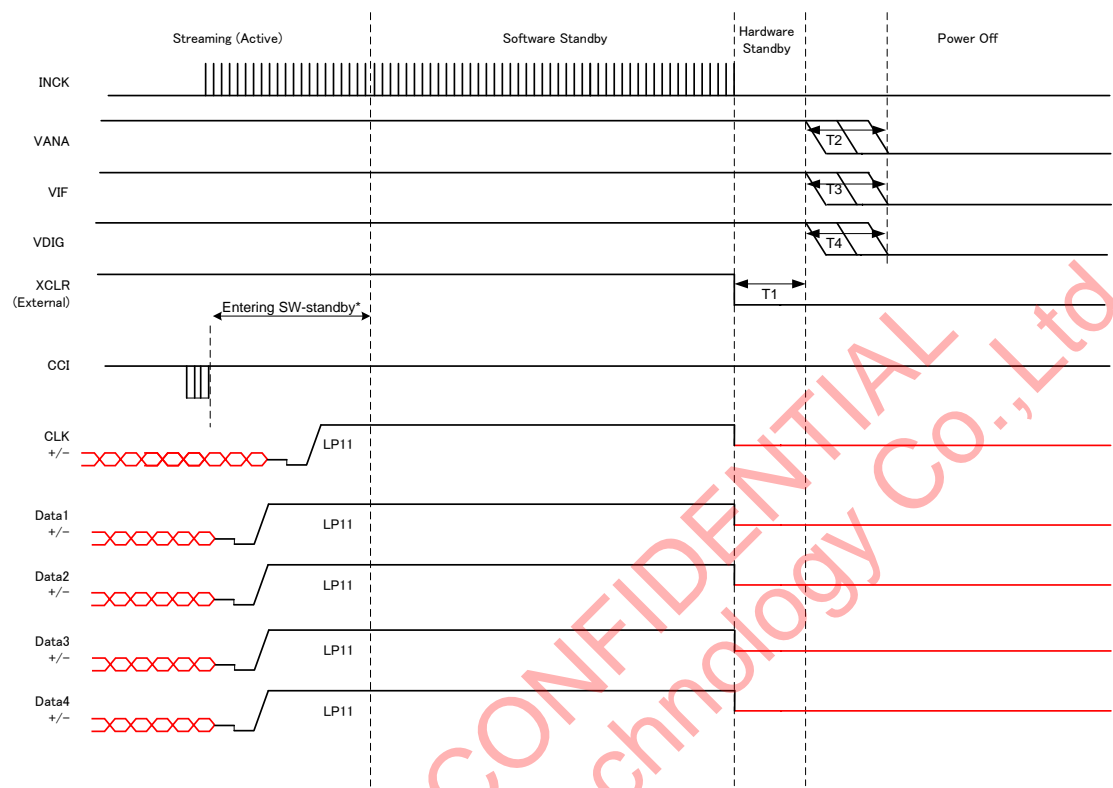 Streaming (Active)
Software Standby
Hardware
Standby
Power Off
INCK
VANA
T2
VIF
T3
VDIG
T4
XCLR
(External)
T1
Entering SW-standby*
CCI
CLK
+/-
LP11
Data1
+/-
LP11
Data2
+/-
LP11
Data3
+/-
LP11
Data4
+/-
LP11
CONFIDENTIAL
chnology Co.,Ltd